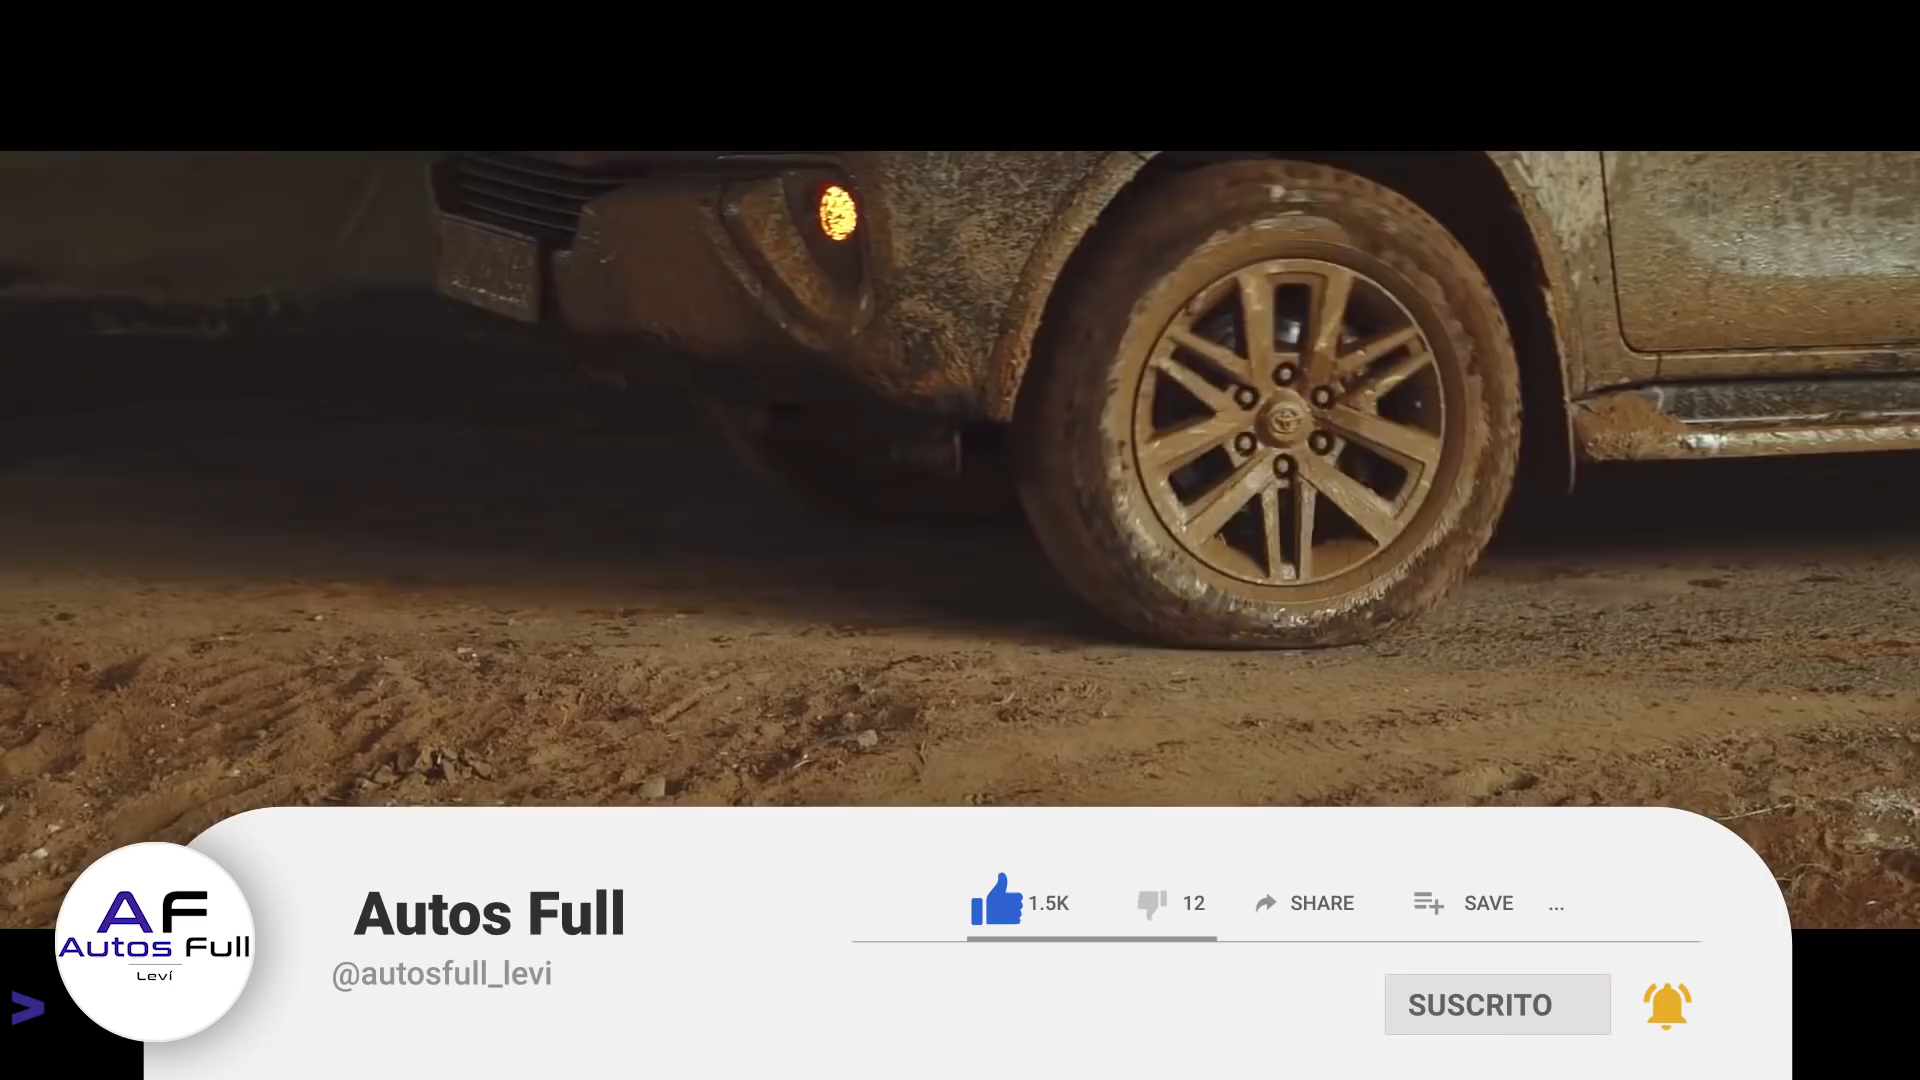 AF
Autos Full
Leví
>
Autos Full
@autosfull_levi
1.5K
12
SHARE
SAVE
...
SUSCRITO